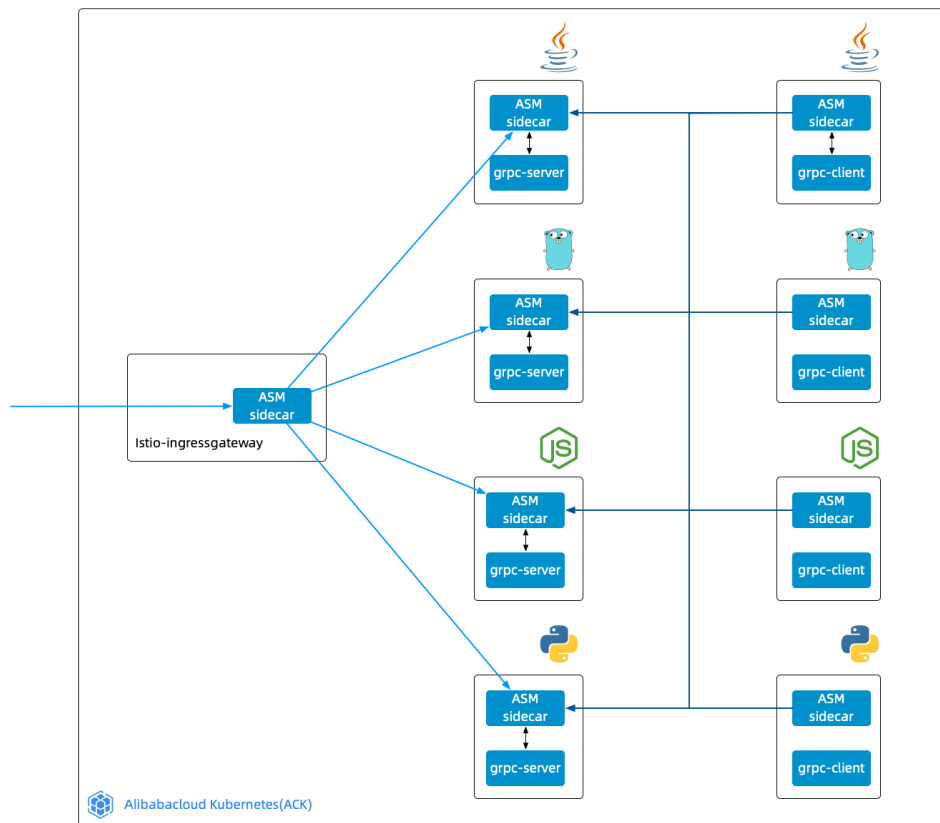 ASM
sidecar
grpc-server
ASM
sidecar
grpc-client
ASM
sidecar
grpc-server
ASM
sidecar
grpc-client
ASM
sidecar
Istio-ingressgateway
JS
JS
ASM
sidecar
grpc-server
ASM
sidecar
grpc-client
ASM
sidecar
grpc-server
ASM
sidecar
grpc-client
Alibabacloud Kubernetes(ACK)